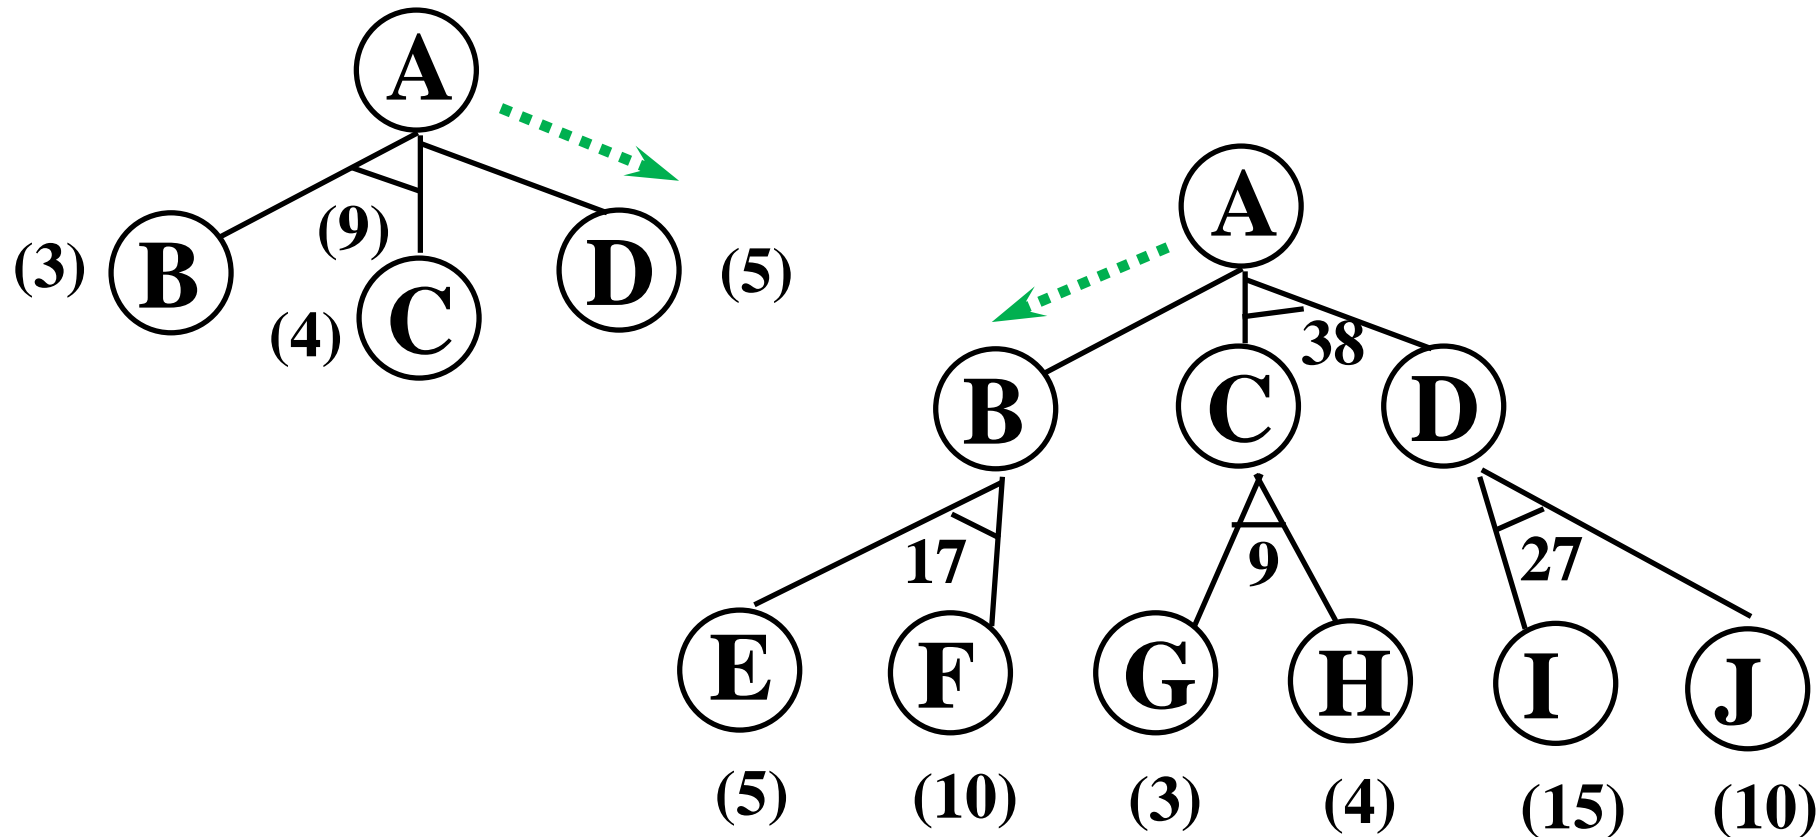 A
(3) B (9) D (5)
(4) C
A
38
B C D
17 9 27
E F G H I J
(5) (10) (3) (4) (15) (10)